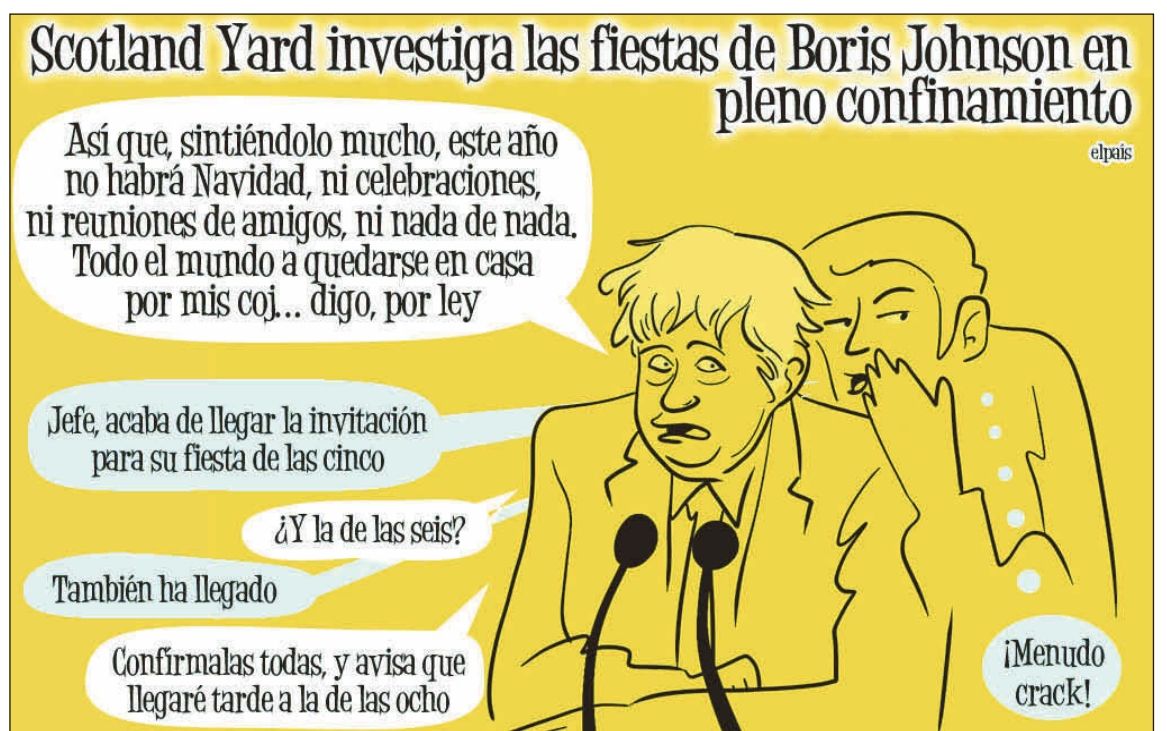 Scotland Yard investiga las fiestas de Boris Johnson en
pleno confinamiento
elpaís
Así que, sintiéndolo mucho, este año
no habrá Navidad, ni celebraciones,
ni reuniones de amigos, ni nada de nada.
Todo el mundo a quedarse en casa
por mis coj... digo, por ley
Jefe, acaba de llegar la invitación
para su fiesta de las cinco
¿Y la de las seis?
También ha llegado
Confírmalas todas, y avisa que
llegaré tarde a la de las ocho
¡Menudo
crack!